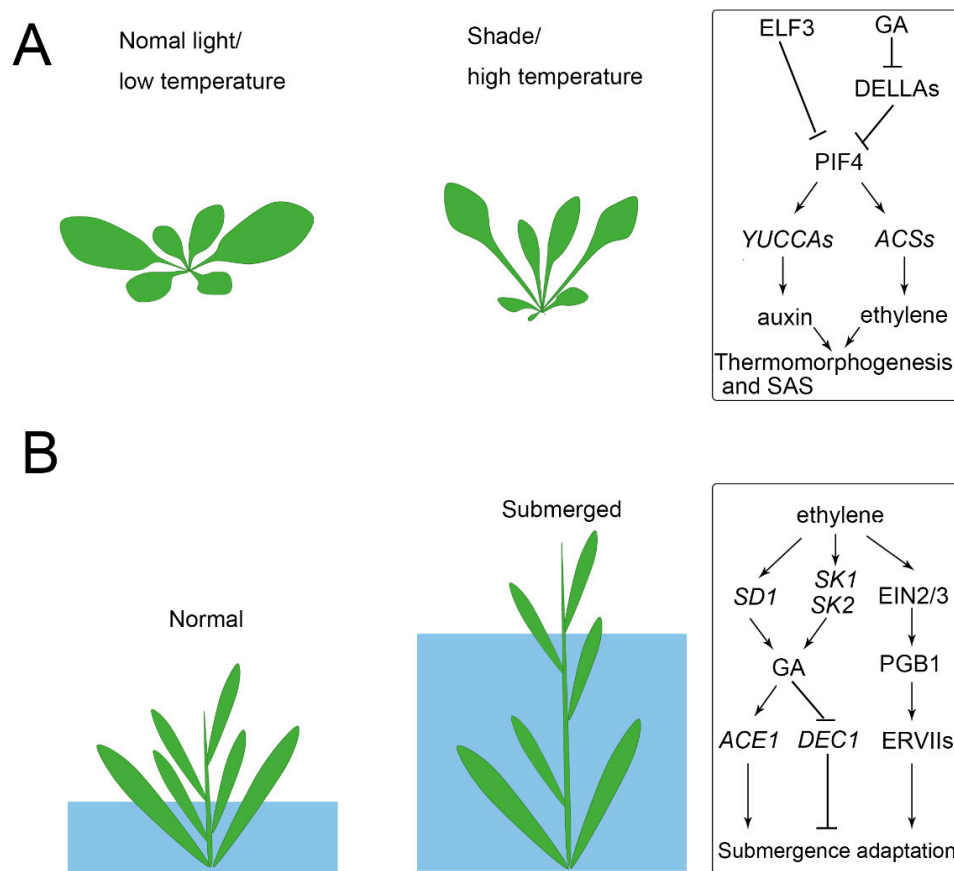 A
Nomal light/
low temperature
Shade/
high temperature
ELF3
GA
DELLAs
PIF4
YUCCAs
ACSs
auxin
ethylene
Thermomorphogenesis
and SAS
B
Normal
Submerged
ethylene
SD1
SK1
SK2
EIN2/3
GA
PGB1
ACE1
DEC1
ERVIIs
Submergence adaptation